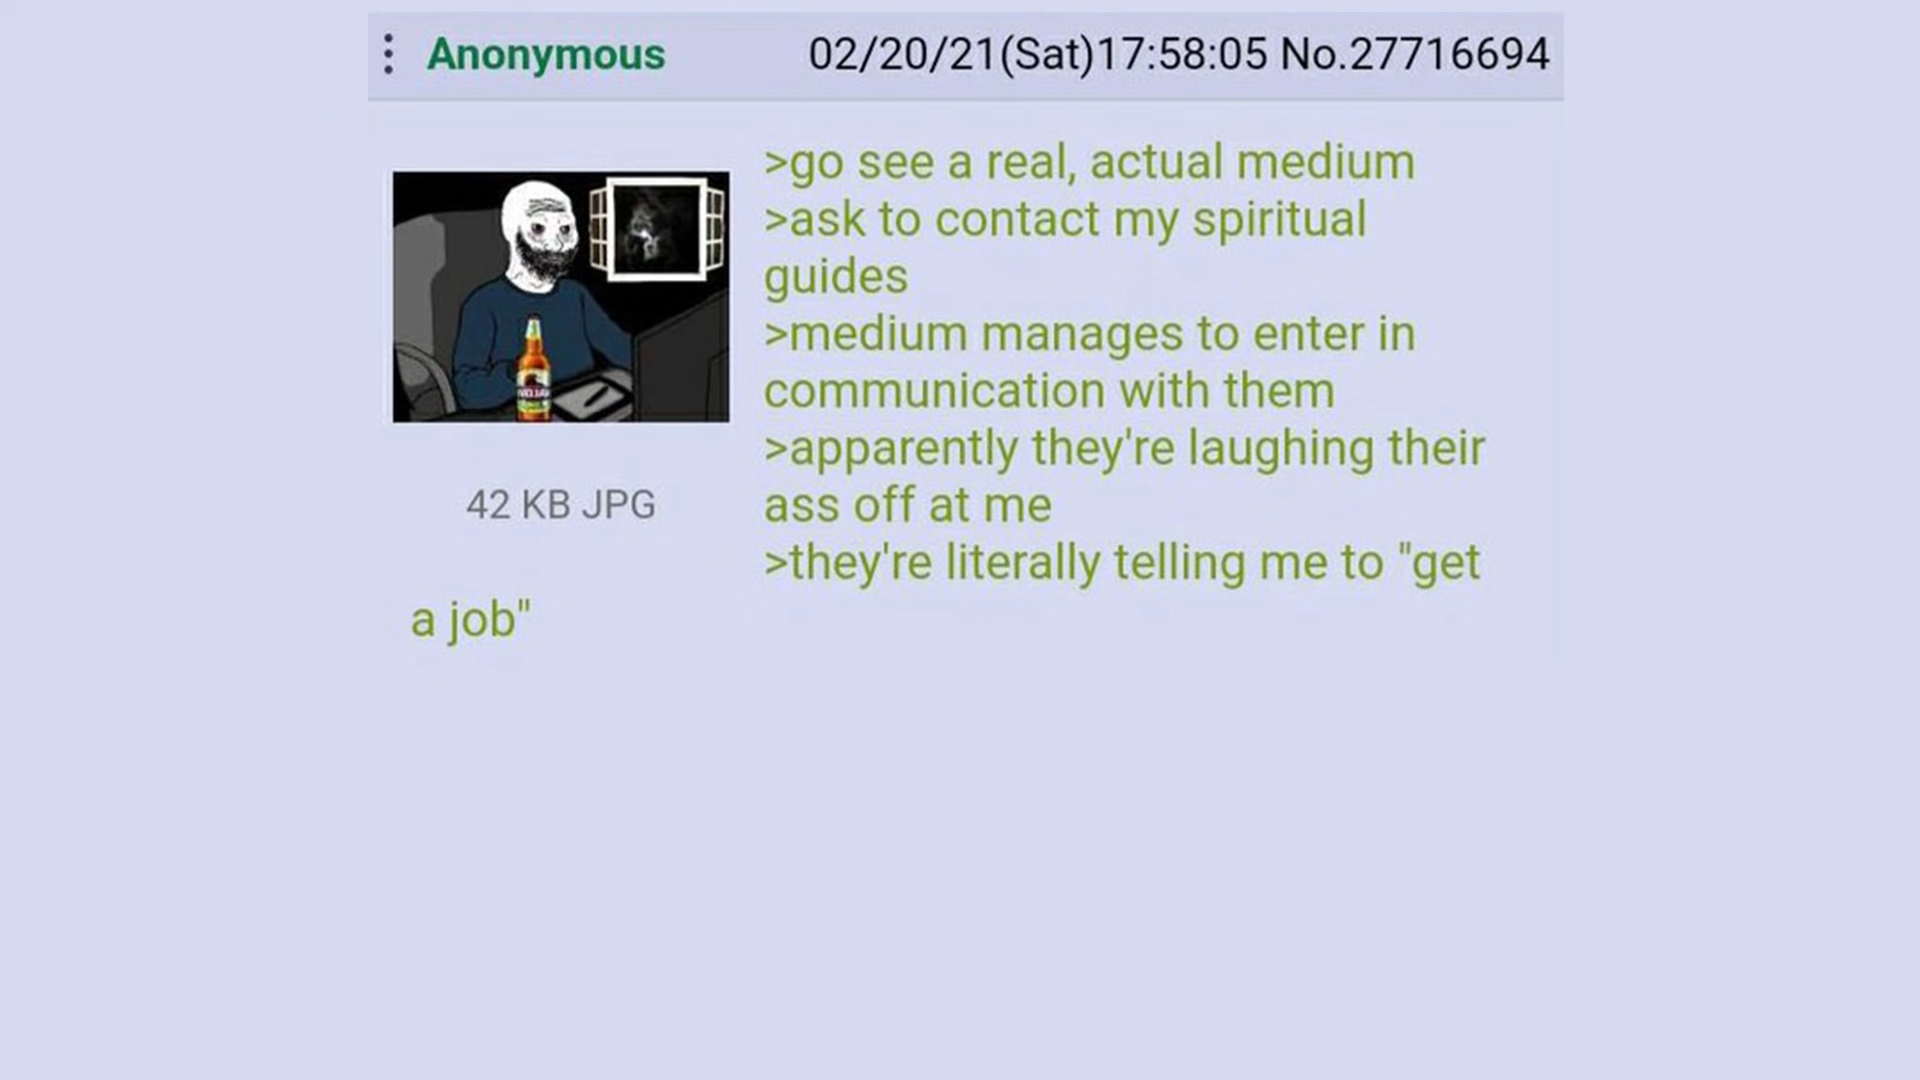 Anonymous 02/20/21(Sat)17:58:05 No.27716694
>go see a real, actual medium
>ask to contact my spiritual
guides
>medium manages to enter in
communication with them
>apparently they're laughing their
ass off at me
42 KB JPG
>they're literally telling me to "get
a job"